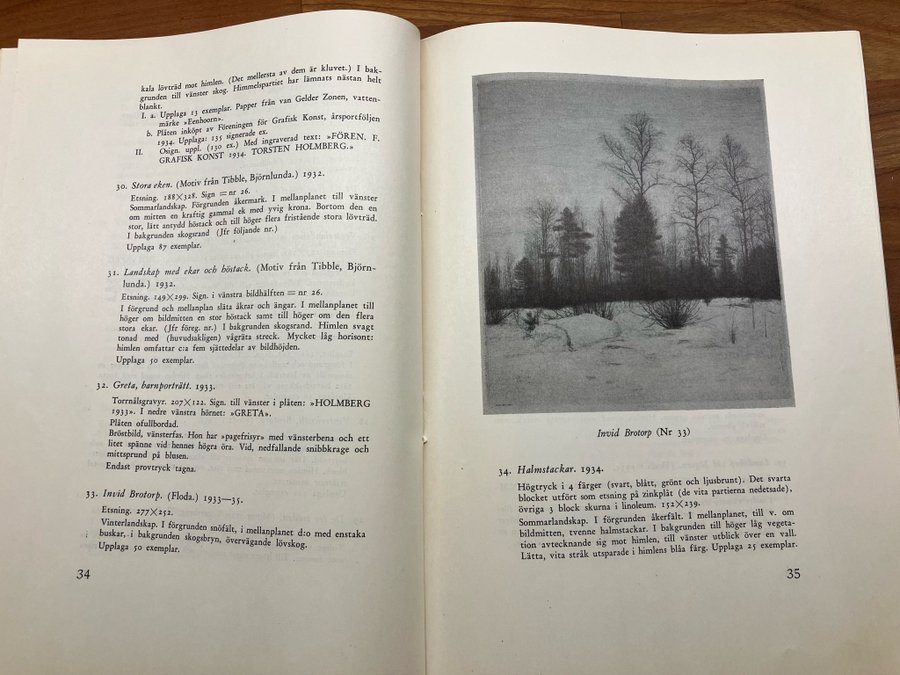 kala lövträd mot himlen. (Det mellersta av dem är kluvet.) I bak-
grunden till vänster skog. Himmelspartiet har lämnats nästan helt
blankt.
I. a. Upplaga 13 exemplar. Papper från van Gelder Zonen, vatten-
märke »Eenhoorn».
b. Plåten inköpt av Föreningen för Grafisk Konst, årsportföljen
1934. Upplaga: 135 signerade ex.
II. Osign. uppl. (130 ex.) Med ingraverad text: »FÖREN. F.
GRAFISK KONST 1934. TORSTEN HOLMBERG.»
30. Stora eken. (Motiv från Tibble, Björnlunda.) 1932.
Etsning. 188×328. Sign = nr 26.
Sommarlandskap. Förgrunden åkermark. I mellanplanet till vänster
om mitten en kraftig gammal ek med yvig krona. Bortom den en
stor, lätt antydd höstack och till höger flera fristående stora lövträd.
I bakgrunden skogsrand (Jfr följande nr.)
Upplaga 87 exemplar.
31. Landskap med ekar och höstack. (Motiv från Tibble, Björn-
lunda.) 1932.
Etsning. 149×299. Sign. i vänstra bildhälften = nr 26.
I förgrund och mellanplan släta åkrar och ängar. I mellanplanet till
höger om bildmitten en stor höstack samt till höger om den flera
stora ekar. (Jfr föreg. nr.) I bakgrunden skogsrand. Himlen svagt
tonad med (huvudsakligen) vågräta streck. Mycket låg horisont:
himlen omfattar c:a fem sjättedelar av bildhöjden.
Upplaga 50 exemplar.
32. Greta, barnporträtt. 1933.
Torrnålsgravyr. 207×122. Sign. till vänster i plåten: »HOLMBERG
1933». I nedre vänstra hörnet: »GRETA».
Plåten ofullbordad.
Bröstbild, vänsterfas. Hon har »pagefrisyr» med vänsterbena och ett
litet spänne vid hennes högra öra. Vid, nedfallande snibbkrage och
mittsprund på blusen.
Endast provtryck tagna.
33. Invid Brotorp. (Floda.) 1933—35.
Etsning. 277×252.
Vinterlandskap. I förgrunden snöfält, i mellanplanet d:o med enstaka
buskar, i bakgrunden skogsbryn, övervägande lövskog.
Upplaga 50 exemplar.
34
Invid Brotorp (Nr 33)
34. Halmstackar. 1934.
Högtryck i 4 färger (svart, blått, grönt och ljusbrunt). Det svarta
blocket utfört som etsning på zinkplåt (de vita partierna nedetsade),
övriga 3 block skurna i linoleum. 152×239.
Sommarlandskap. I förgrunden åkerfält. I mellanplanet, till v. om
bildmitten, tvenne halmstackar. I bakgrunden till höger låg vegeta-
tion avtecknande sig mot himlen, till vänster utblick över en vall.
Lätta, vita stråk utsparade i himlens blåa färg. Upplaga 25 exemplar.
35